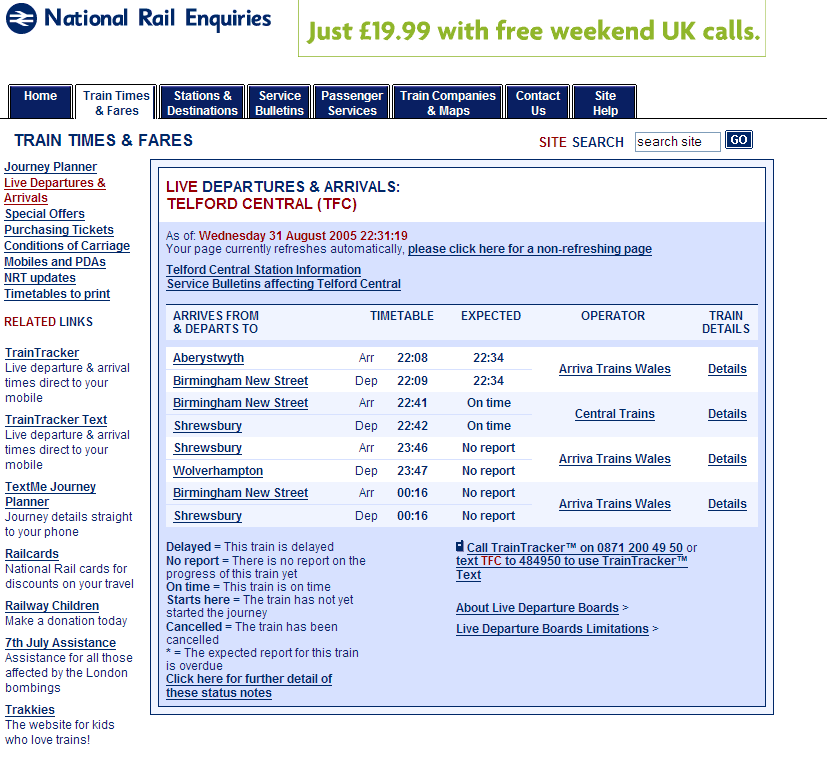 National Rail Enquiries
Just £19.99 with free weekend UK calls.
Home
Train Times
& Fares
Stations &
Destinations
Service
Bulletins
Passenger
Services
Train Companies
& Maps
Contact
Us
Site
Help
TRAIN TIMES & FARES
SITE SEARCH search site GO
Journey Planner
Live Departures &
Arrivals
Special Offers
Purchasing Tickets
Conditions of Carriage
Mobiles and PDAs
NRT updates
Timetables to print
RELATED LINKS
TrainTracker
Live departure & arrival
times direct to your
mobile
TrainTracker Text
Live departure & arrival
times direct to your
mobile
TextMe Journey
Planner
Journey details straight
to your phone
Railcards
National Rail cards for
discounts on your travel
Railway Children
Make a donation today
7th July Assistance
Assistance for all those
affected by the London
bombings
Trakkies
The website for kids
who love trains!
LIVE DEPARTURES & ARRIVALS:
TELFORD CENTRAL (TFC)
As of: Wednesday 31 August 2005 22:31:19
Your page currently refreshes automatically, please click here for a non-refreshing page
Telford Central Station Information
Service Bulletins affecting Telford Central
ARRIVES FROM
& DEPARTS TO
TIMETABLE
EXPECTED
OPERATOR
TRAIN
DETAILS
Aberystwyth Arr 22:08 22:34
Birmingham New Street Dep 22:09 22:34
Arriva Trains Wales Details
Birmingham New Street Arr 22:41 On time
Shrewsbury Dep 22:42 On time
Central Trains Details
Shrewsbury Arr 23:46 No report
Wolverhampton Dep 23:47 No report
Arriva Trains Wales Details
Birmingham New Street Arr 00:16 No report
Shrewsbury Dep 00:16 No report
Arriva Trains Wales Details
Delayed = This train is delayed
No report = There is no report on the
progress of this train yet
On time = This train is on time
Starts here = The train has not yet
started the journey
Cancelled = The train has been
cancelled
* = The expected report for this train
is overdue
Click here for further detail of
these status notes
Call TrainTracker™ on 0871 200 49 50 or
text TFC to 484950 to use TrainTracker™
Text
About Live Departure Boards >
Live Departure Boards Limitations >